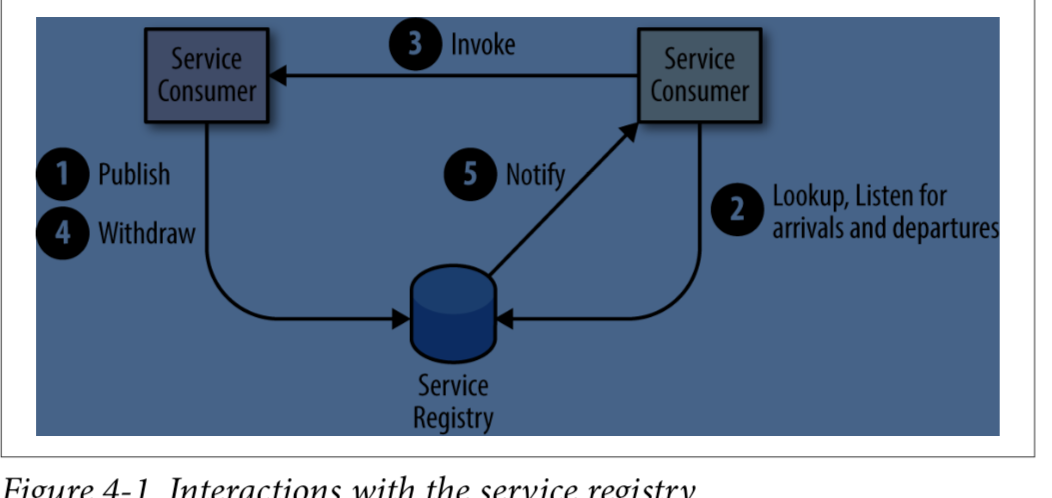 3 Invoke
Service
Consumer
Service
Consumer
1 Publish
5 Notify
2 Lookup, Listen for
arrivals and departures
4 Withdraw
Service
Registry
Figure 4-1. Interactions with the service registry